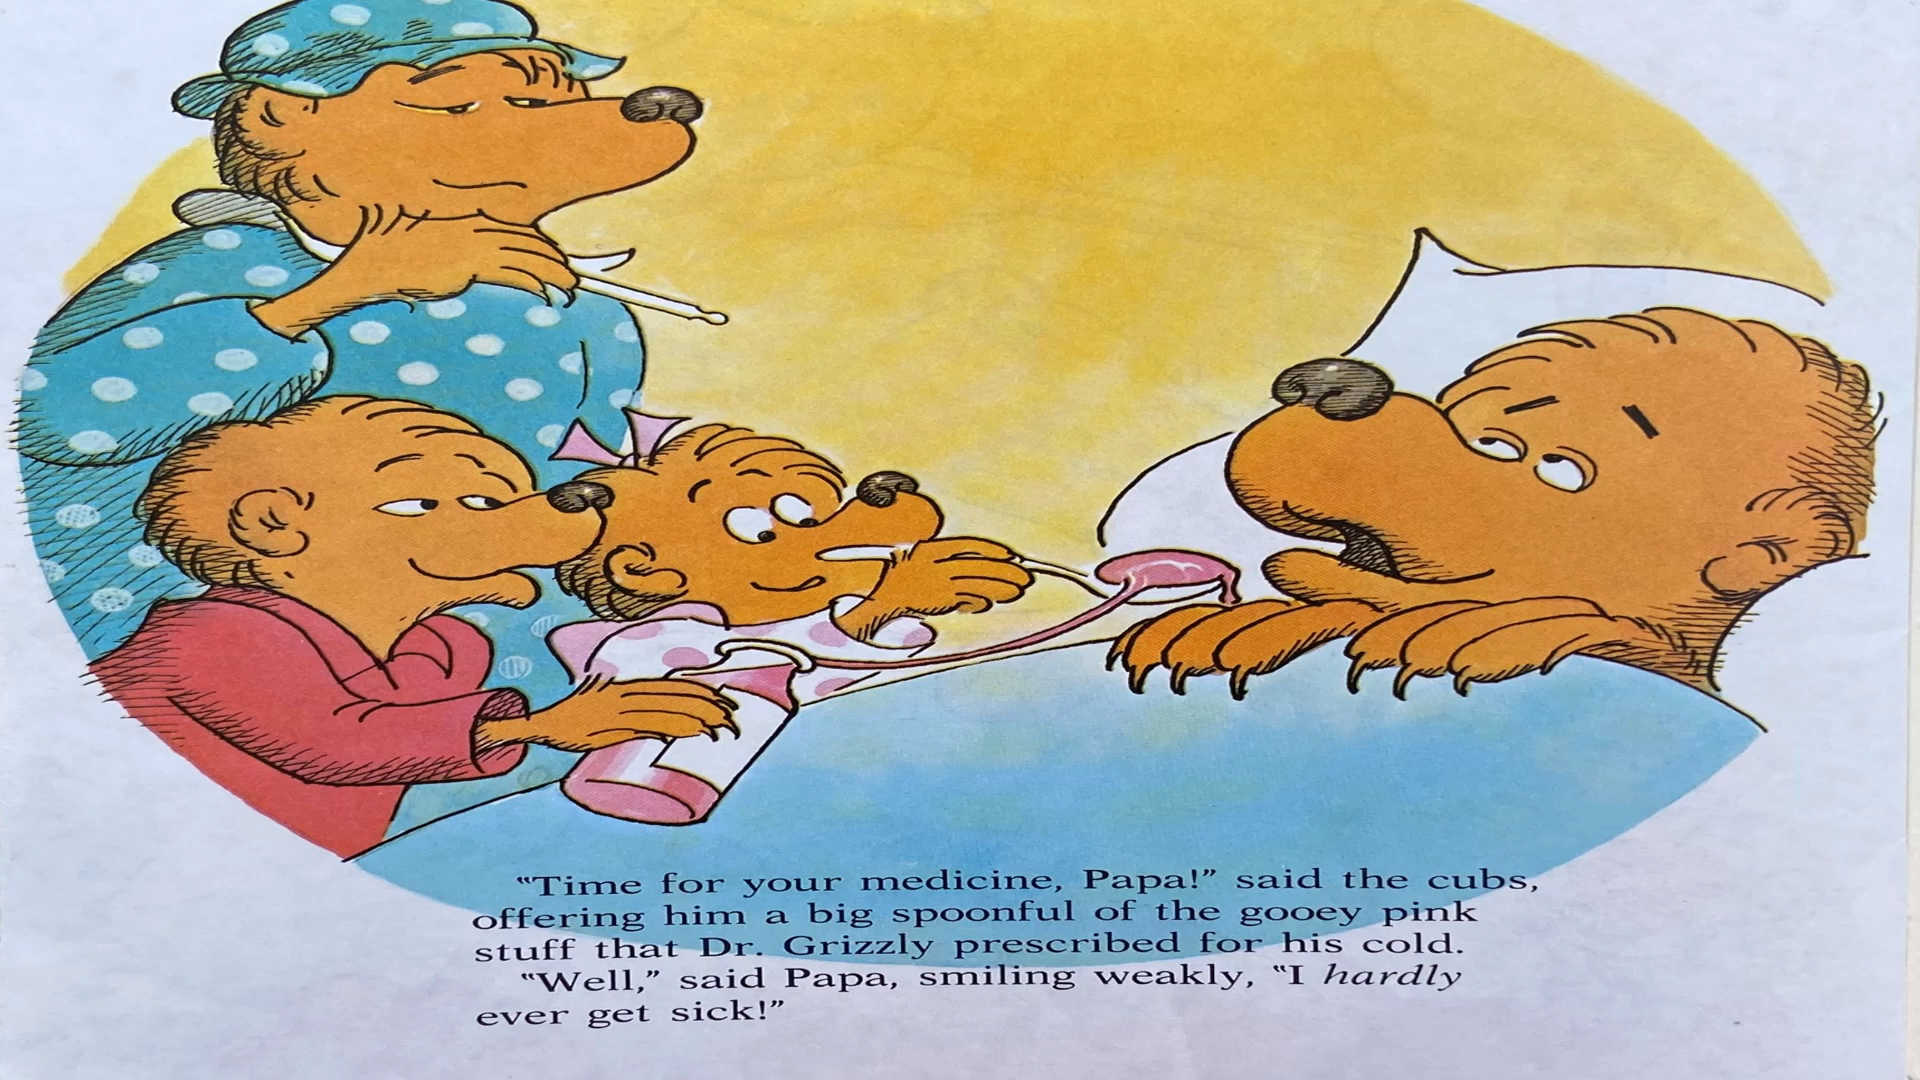 “Time for your medicine, Papa!” said the cubs,
offering him a big spoonful of the gooey pink
stuff that Dr. Grizzly prescribed for his cold.
“Well,” said Papa, smiling weakly, “I hardly
ever get sick!”